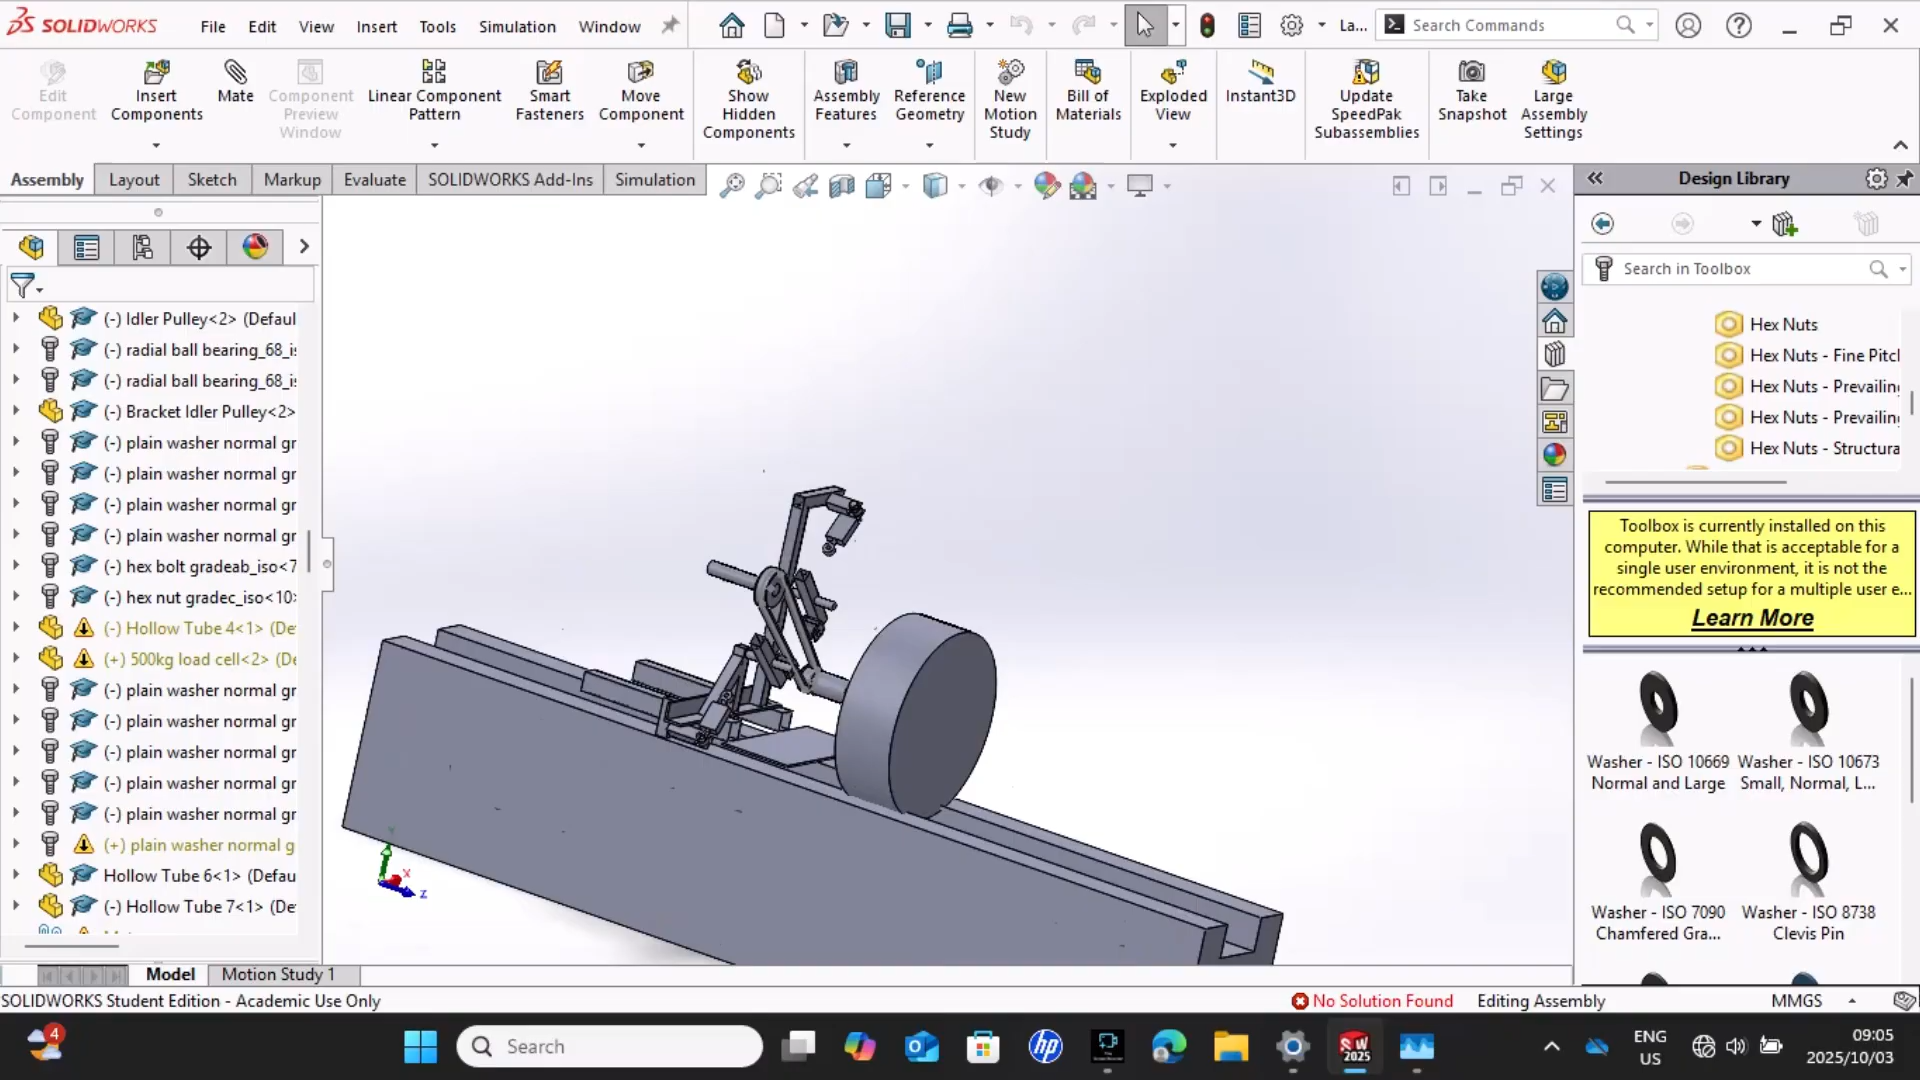 SOLIDWORKS File Edit View Insert Tools Simulation Window La... Search Commands
Edit Component
Insert Components
Mate
Component Preview Window
Linear Component Pattern
Smart Fasteners
Move Component
Show Hidden Components
Assembly Features
Reference Geometry
New Motion Study
Bill of Materials
Exploded View
Instant3D
Update SpeedPak Subassemblies
Take Snapshot
Large Assembly Settings
Assembly Layout Sketch Markup Evaluate SOLIDWORKS Add-Ins Simulation
Design Library
Search in Toolbox
(-) Idler Pulley<2> (Defaul
(-) radial ball bearing_68_is
(-) radial ball bearing_68_is
(-) Bracket Idler Pulley<2>
(-) plain washer normal gr
(-) plain washer normal gr
(-) plain washer normal gr
(-) plain washer normal gr
(-) hex bolt gradeab_iso<7
(-) hex nut gradec_iso<10>
(-) Hollow Tube 4<1> (De
(+) 500kg load cell<2> (De
(-) plain washer normal gr
(-) plain washer normal gr
(-) plain washer normal gr
(-) plain washer normal gr
(-) plain washer normal gr
(+) plain washer normal g
Hollow Tube 6<1> (Defau
(-) Hollow Tube 7<1> (De
Y
X
Z
Hex Nuts
Hex Nuts - Fine Pitcl
Hex Nuts - Prevailing
Hex Nuts - Prevailing
Hex Nuts - Structura
Toolbox is currently installed on this
computer. While that is acceptable for a
single user environment, it is not the
recommended setup for a multiple user e...
Learn More
Washer - ISO 10669 Normal and Large
Washer - ISO 10673 Small, Normal, L...
Washer - ISO 7090 Chamfered Gra...
Washer - ISO 8738 Clevis Pin
Model Motion Study 1
SOLIDWORKS Student Edition - Academic Use Only No Solution Found Editing Assembly MMGS
4
Search
hp
SW
2025
ENG
US
09:05
2025/10/03